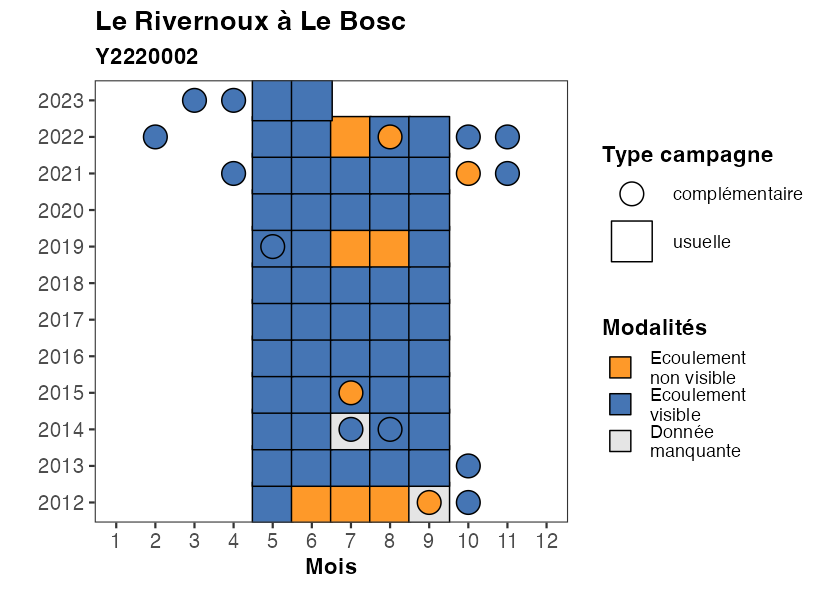 Le Rivernoux à Le Bosc
Y2220002
2023
2022
2021
2020
2019
2018
2017
2016
2015
2014
2013
2012
1 2 3 4 5 6 7 8 9 10 11 12
Mois
Type campagne
complémentaire
usuelle
Modalités
Ecoulement
non visible
Ecoulement
visible
Donnée
manquante